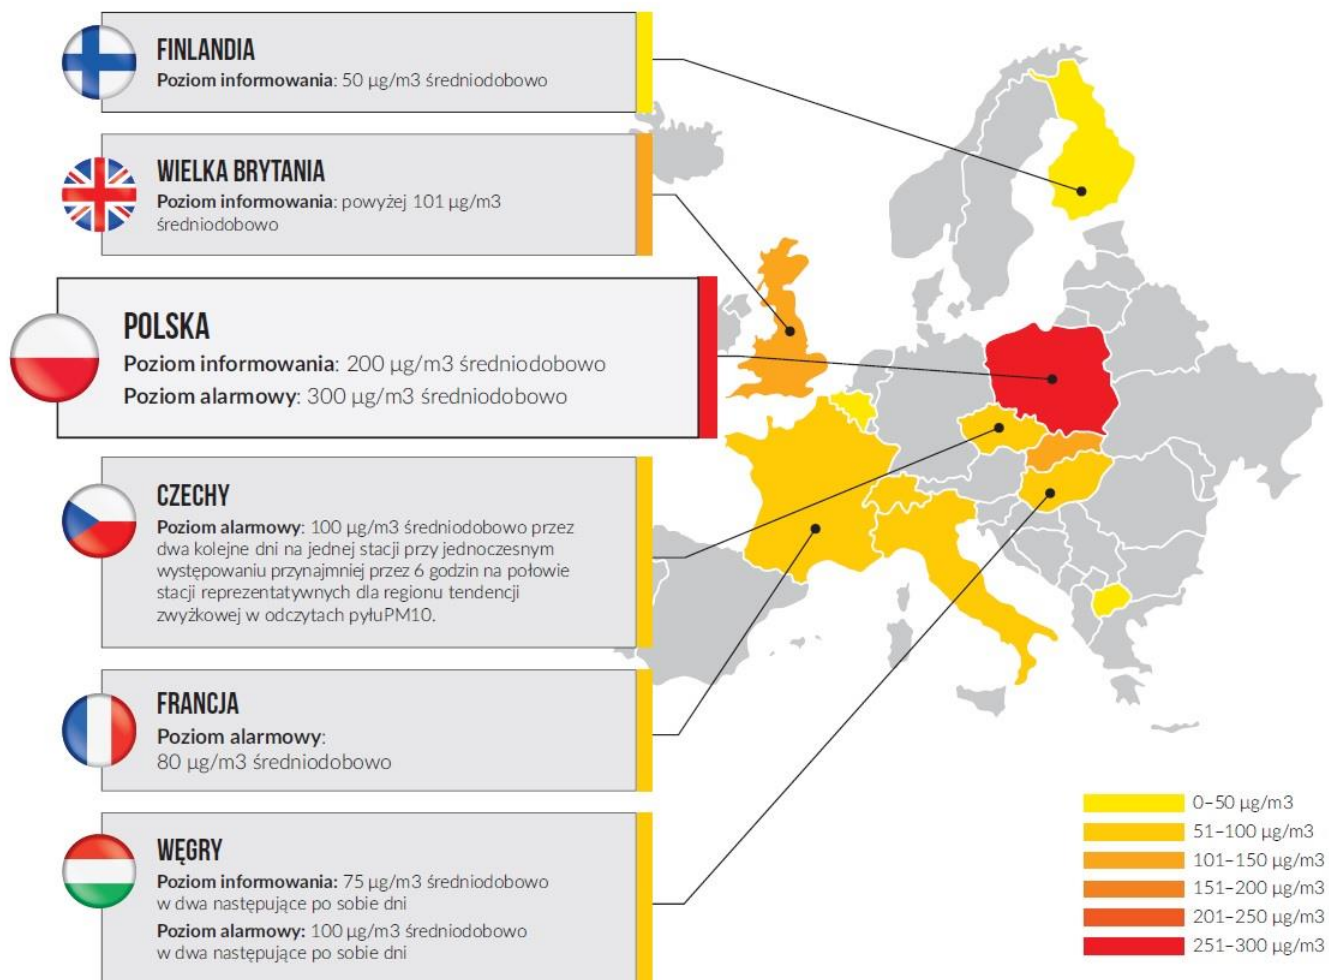 FINLANDIA
Poziom informowania: 50 µg/m3 średniodobowo
WIELKA BRYTANIA
Poziom informowania: powyżej 101 µg/m3
średniodobowo
POLSKA
Poziom informowania: 200 µg/m3 średniodobowo
Poziom alarmowy: 300 µg/m3 średniodobowo
CZECHY
Poziom alarmowy: 100 µg/m3 średniodobowo przez
dwa kolejne dni na jednej stacji przy jednoczesnym
występowaniu przynajmniej przez 6 godzin na połowie
stacji reprezentatywnych dla regionu tendencji
zwyżkowej w odczytach pyłuPM10.
FRANCJA
Poziom alarmowy:
80 µg/m3 średniodobowo
WĘGRY
Poziom informowania: 75 µg/m3 średniodobowo
w dwa następujące po sobie dni
Poziom alarmowy: 100 µg/m3 średniodobowo
w dwa następujące po sobie dni
0–50 µg/m3
51–100 µg/m3
101–150 µg/m3
151–200 µg/m3
201–250 µg/m3
251–300 µg/m3